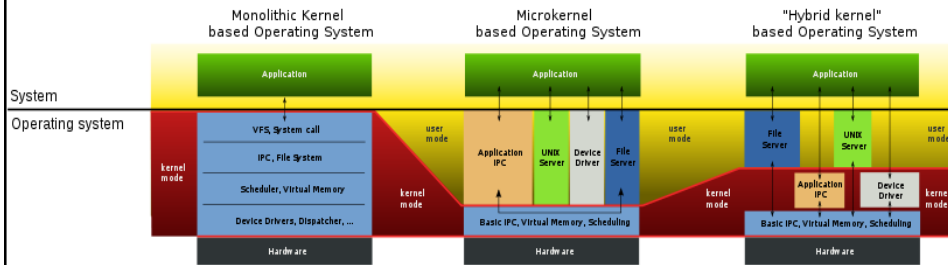 Monolithic Kernel
based Operating System
Microkernel
based Operating System
"Hybrid kernel"
based Operating System
Application
Application
Application
System
Operating system
VFS, System call
IPC, File System
Scheduler, Virtual Memory
Device Drivers, Dispatcher, ...
Hardware
kernel
mode
user
mode
kernel
mode
Application
IPC
UNIX
Server
Device
Driver
File
Server
Basic IPC, Virtual Memory, Scheduling
Hardware
user
mode
kernel
mode
File
Server
UNIX
Server
Application
IPC
Device
Driver
Basic IPC, Virtual Memory, Scheduling
Hardware
user
mode
kernel
mode